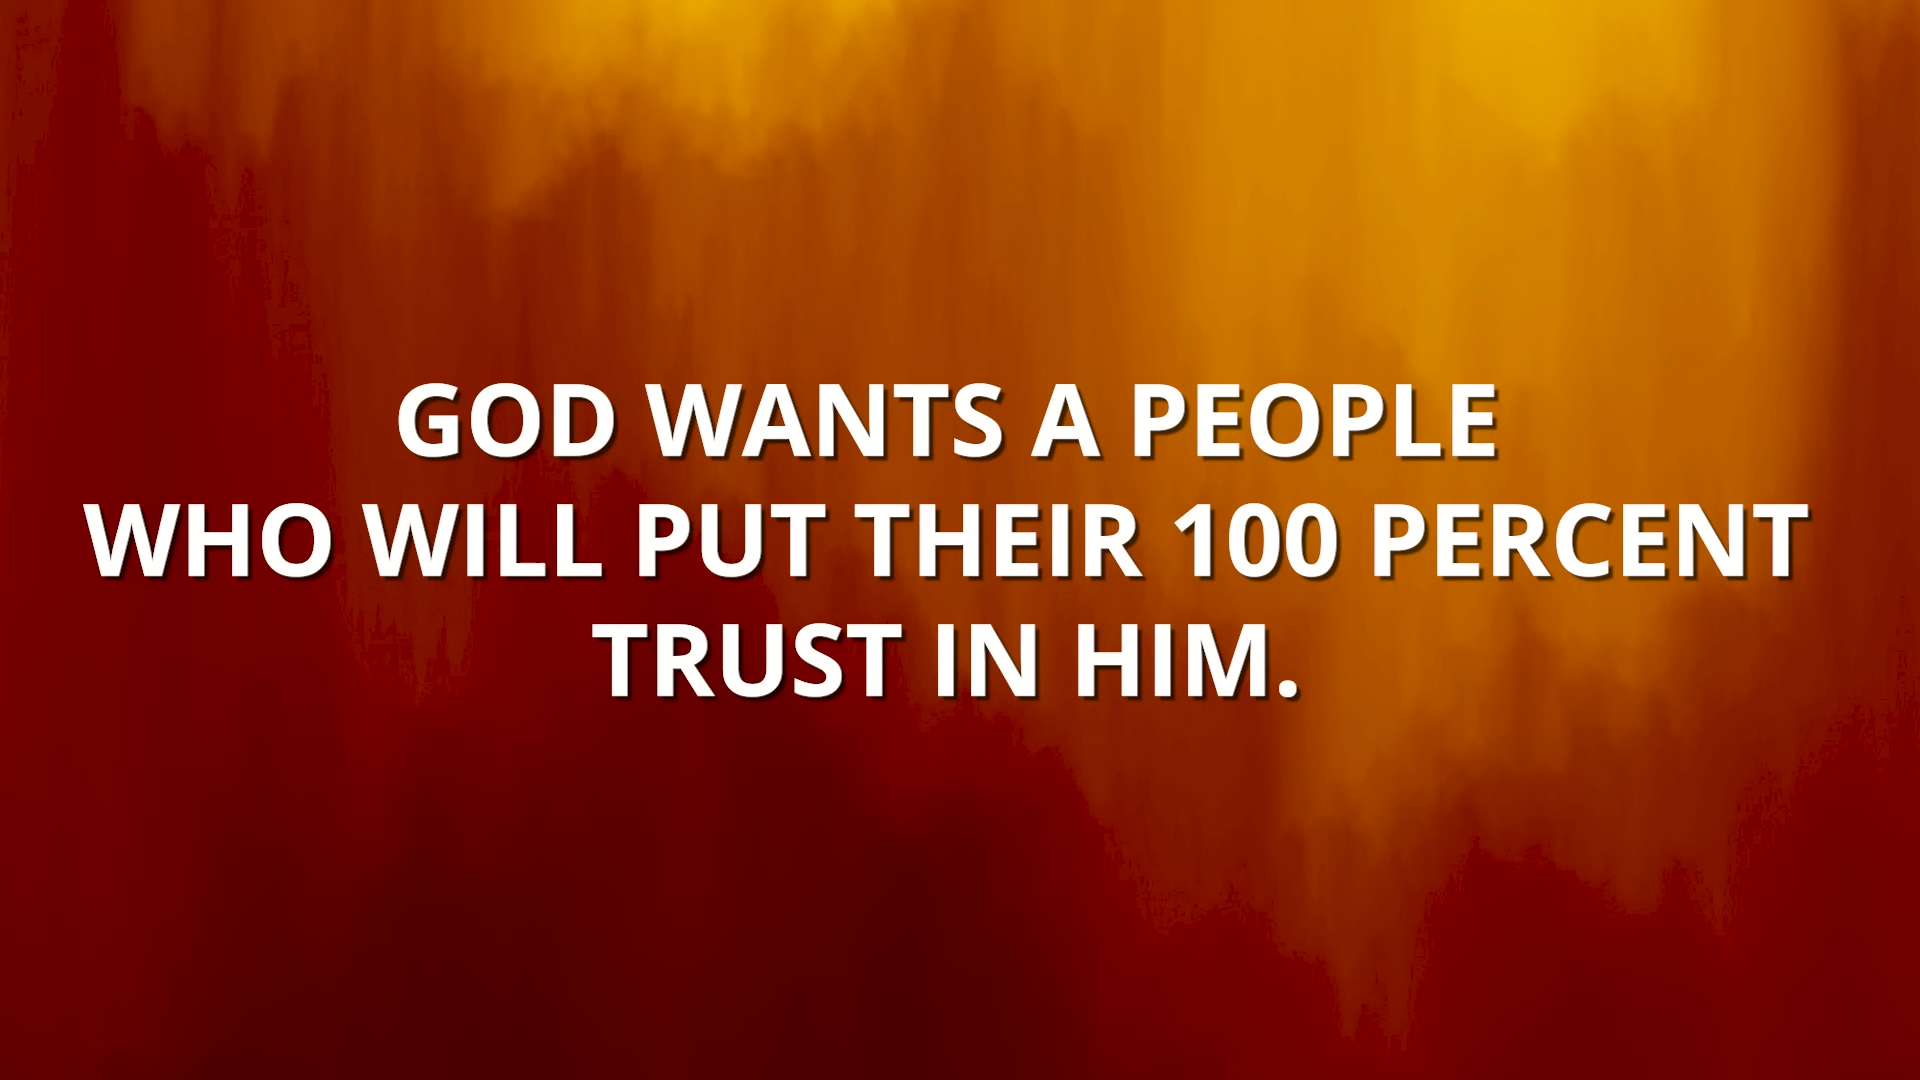 GOD WANTS A PEOPLE
WHO WILL PUT THEIR 100 PERCENT
TRUST IN HIM.